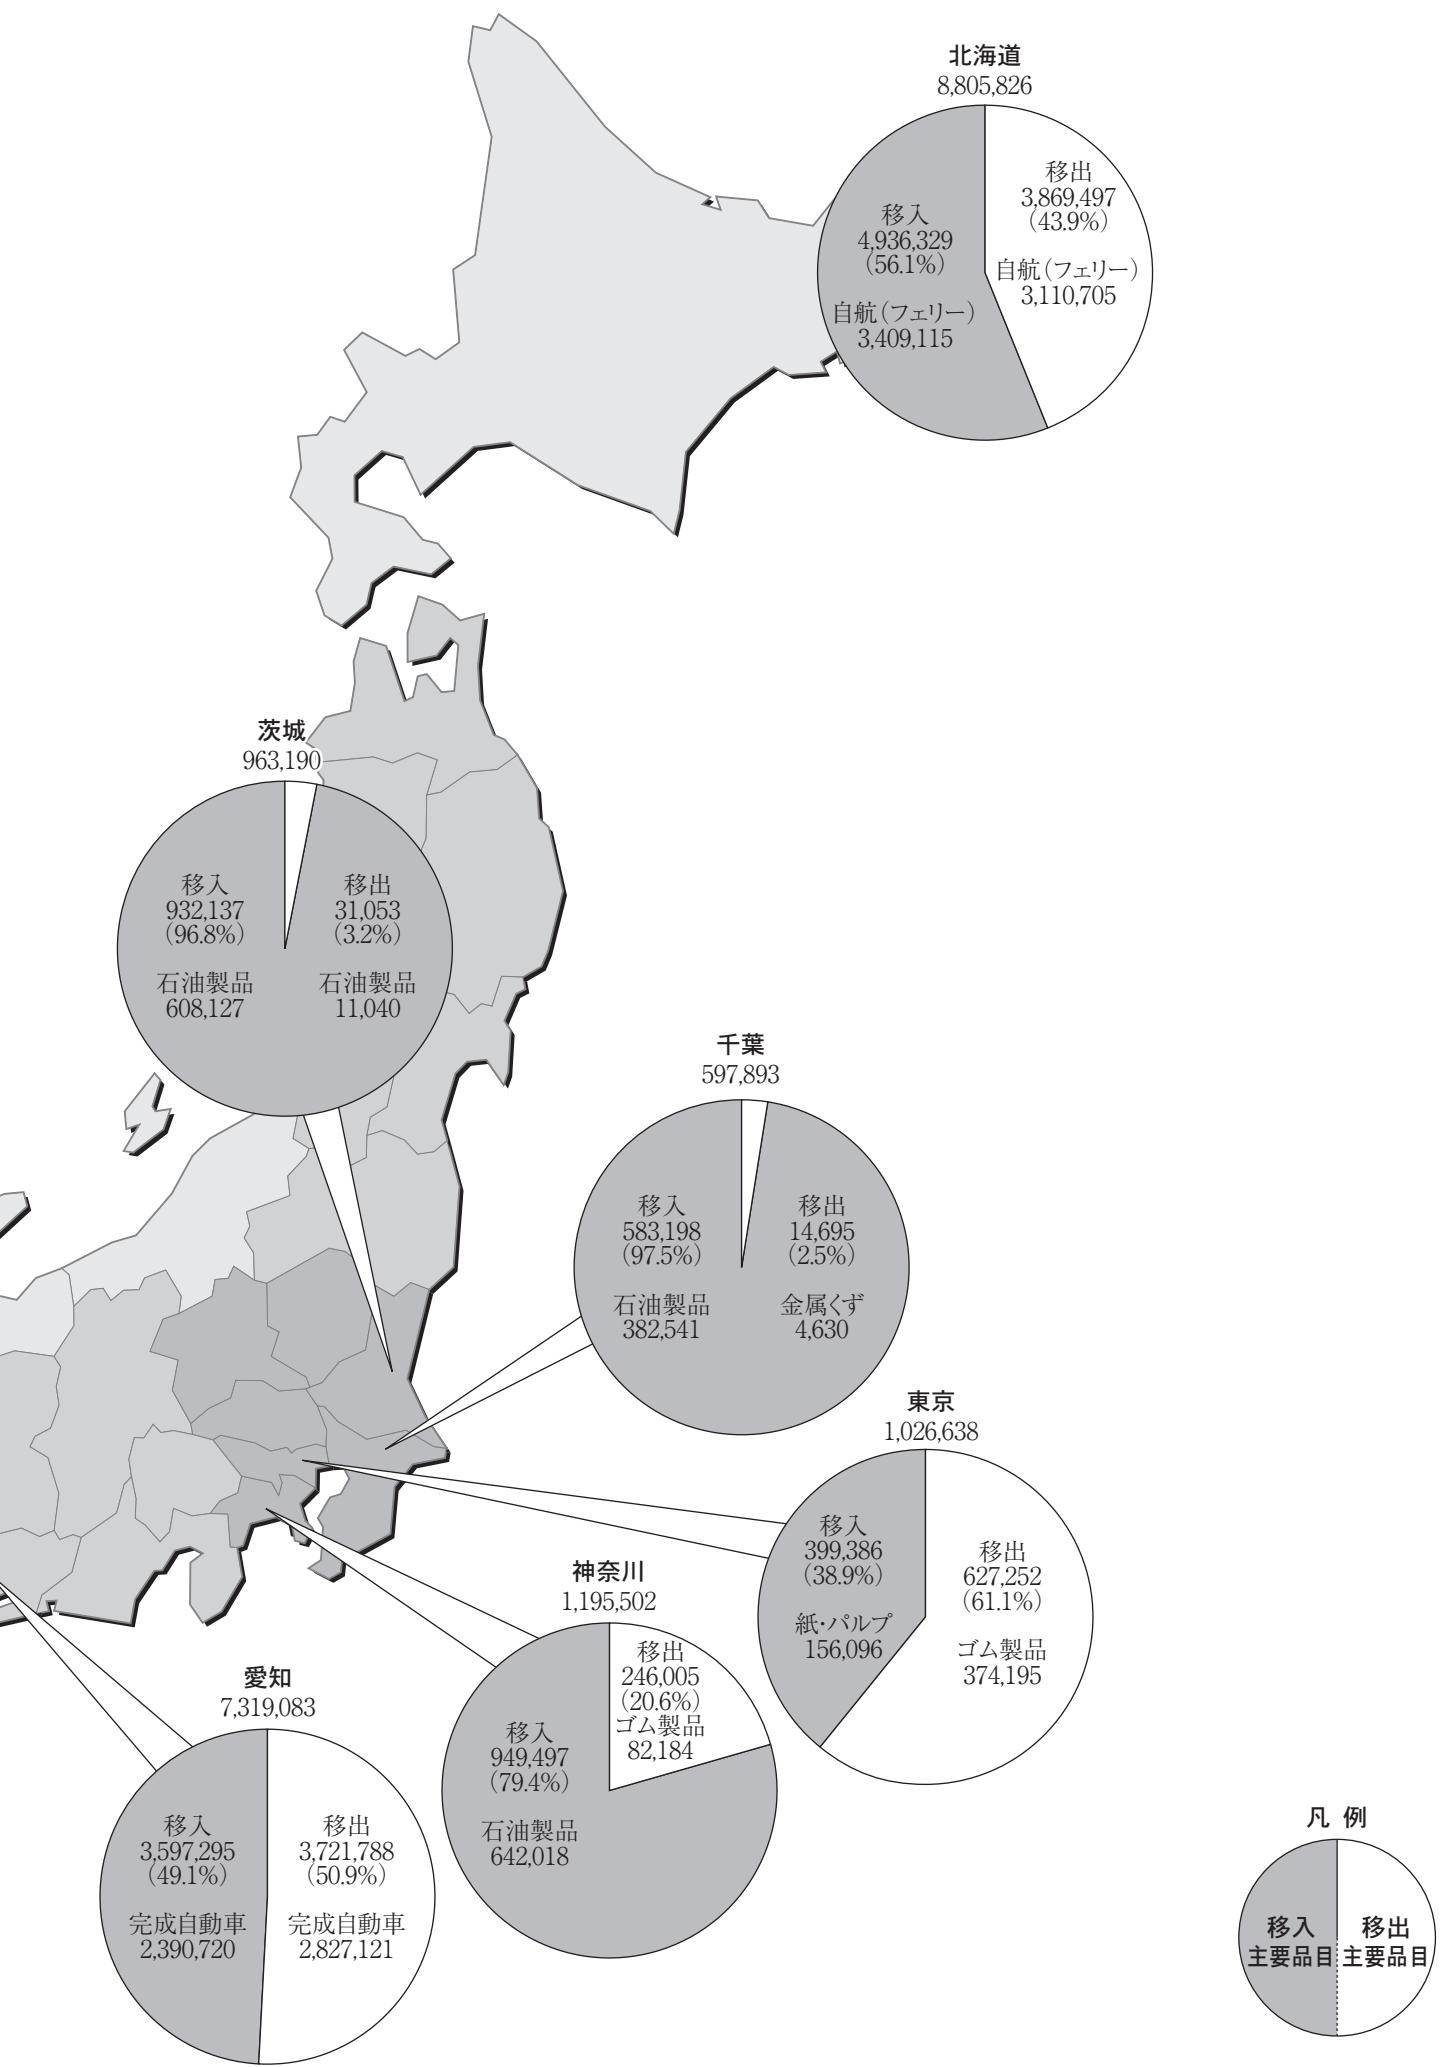 北海道
8,805,826
移出
3,869,497
(43.9%)
自航(フェリー)
3,110,705
移入
4,936,329
(56.1%)
自航(フェリー)
3,409,115
茨城
963,190
移入
932,137
(96.8%)
石油製品
608,127
移出
31,053
(3.2%)
石油製品
11,040
千葉
597,893
移入
583,198
(97.5%)
石油製品
382,541
移出
14,695
(2.5%)
金属くず
4,630
東京
1,026,638
移入
399,386
(38.9%)
紙・パルプ
156,096
移出
627,252
(61.1%)
ゴム製品
374,195
神奈川
1,195,502
移出
246,005
(20.6%)
ゴム製品
82,184
移入
949,497
(79.4%)
石油製品
642,018
愛知
7,319,083
移入
3,597,295
(49.1%)
完成自動車
2,390,720
移出
3,721,788
(50.9%)
完成自動車
2,827,121
凡 例
移入
主要品目
移出
主要品目